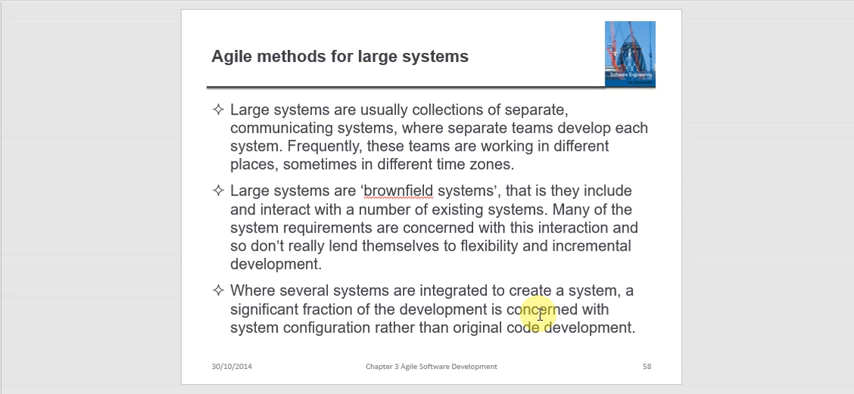 Agile methods for large systems
Software Engineering
✧ Large systems are usually collections of separate,
communicating systems, where separate teams develop each
system. Frequently, these teams are working in different
places, sometimes in different time zones.
✧ Large systems are ‘brownfield systems’, that is they include
and interact with a number of existing systems. Many of the
system requirements are concerned with this interaction and
so don’t really lend themselves to flexibility and incremental
development.
✧ Where several systems are integrated to create a system, a
significant fraction of the development is concerned with
system configuration rather than original code development.
30/10/2014
Chapter 3 Agile Software Development
58